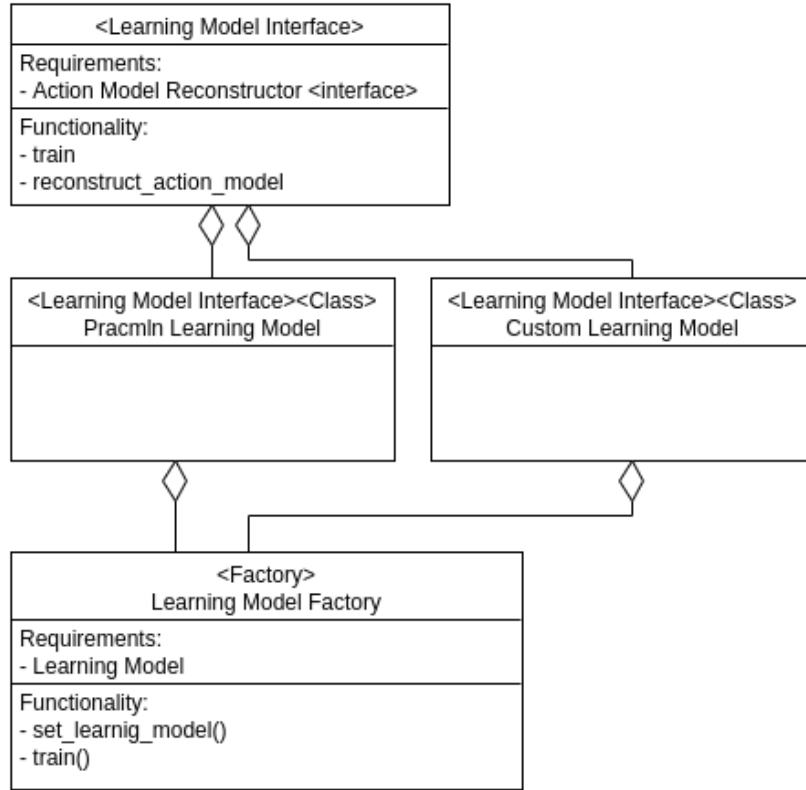 <Learning Model Interface>
Requirements:
- Action Model Reconstructor <interface>
Functionality:
- train
- reconstruct_action_model
<Learning Model Interface><Class>
Pracmln Learning Model
<Learning Model Interface><Class>
Custom Learning Model
<Factory>
Learning Model Factory
Requirements:
- Learning Model
Functionality:
- set_learnig_model()
- train()